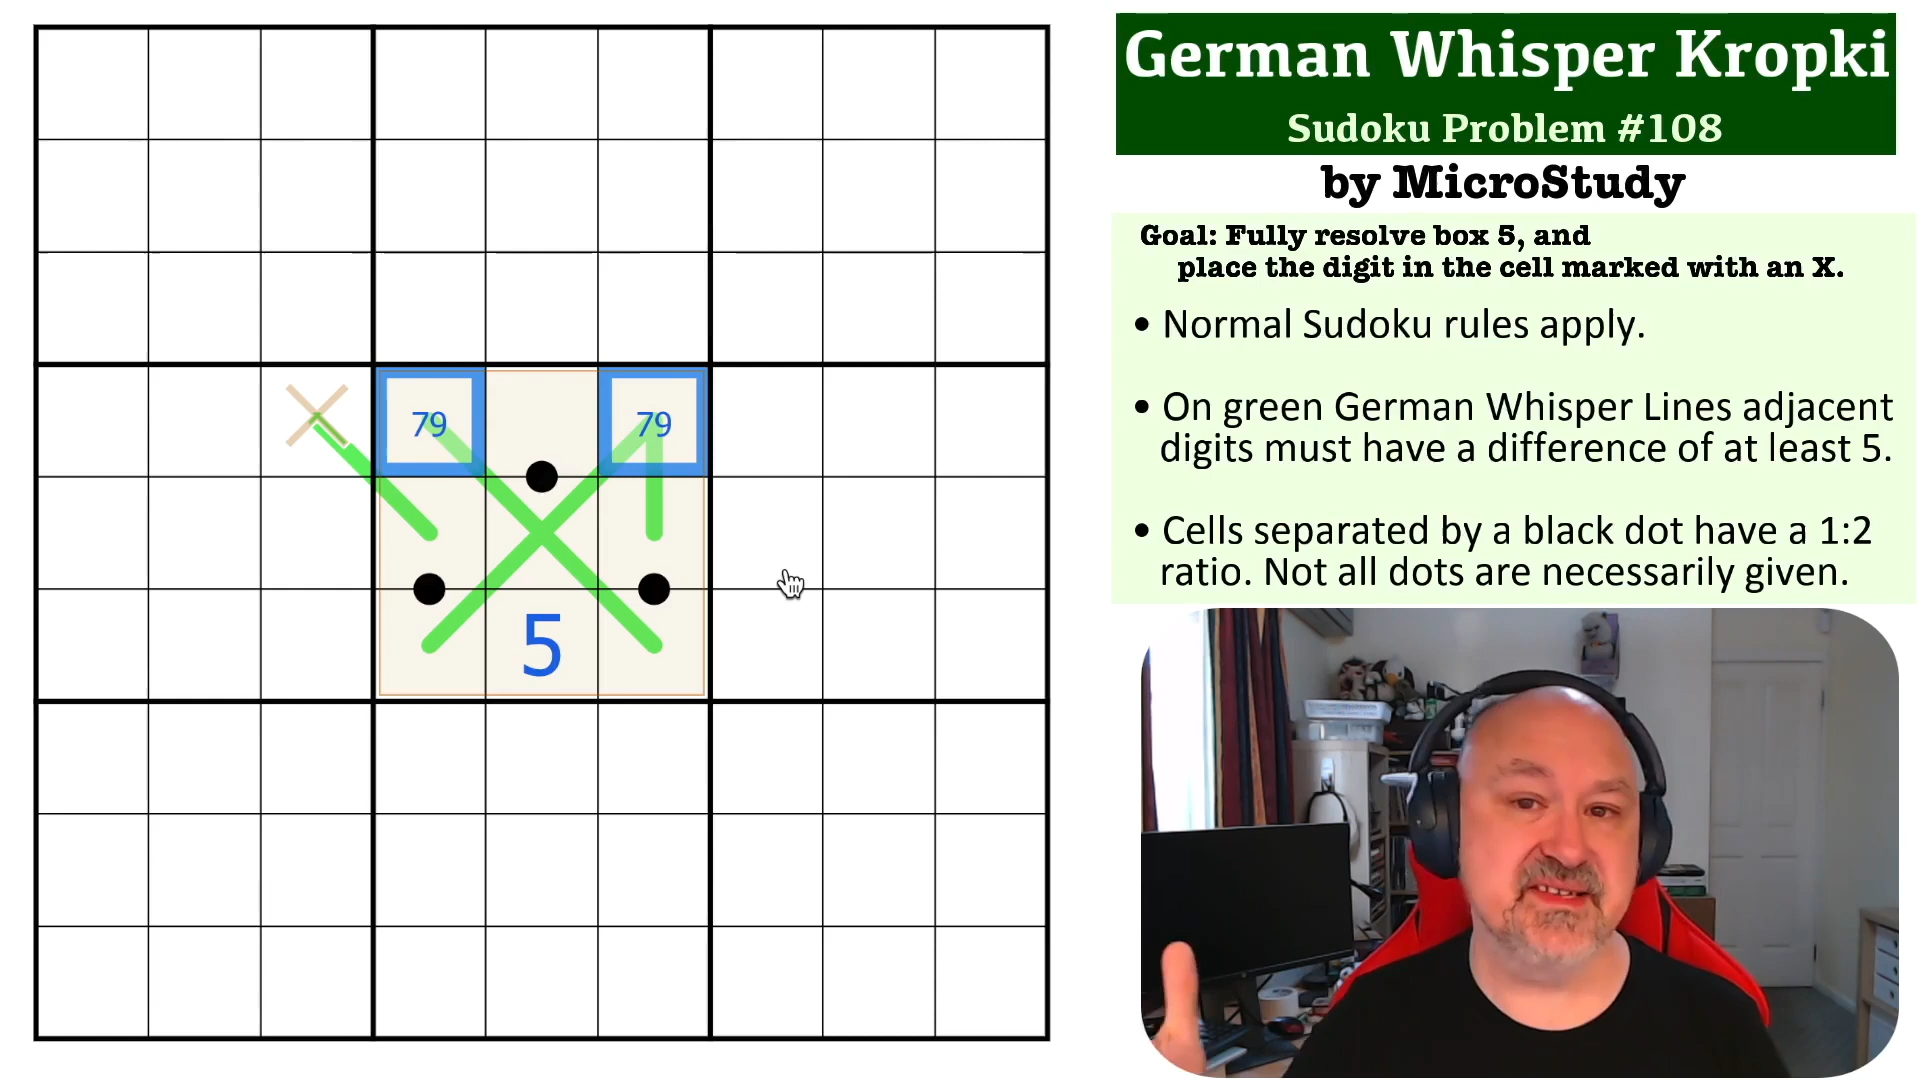 German Whisper Kropki
Sudoku Problem #108
by MicroStudy
Goal: Fully resolve box 5, and
place the digit in the cell marked with an X.
• Normal Sudoku rules apply.
• On green German Whisper Lines adjacent
digits must have a difference of at least 5.
• Cells separated by a black dot have a 1:2
ratio. Not all dots are necessarily given.
79 79
5